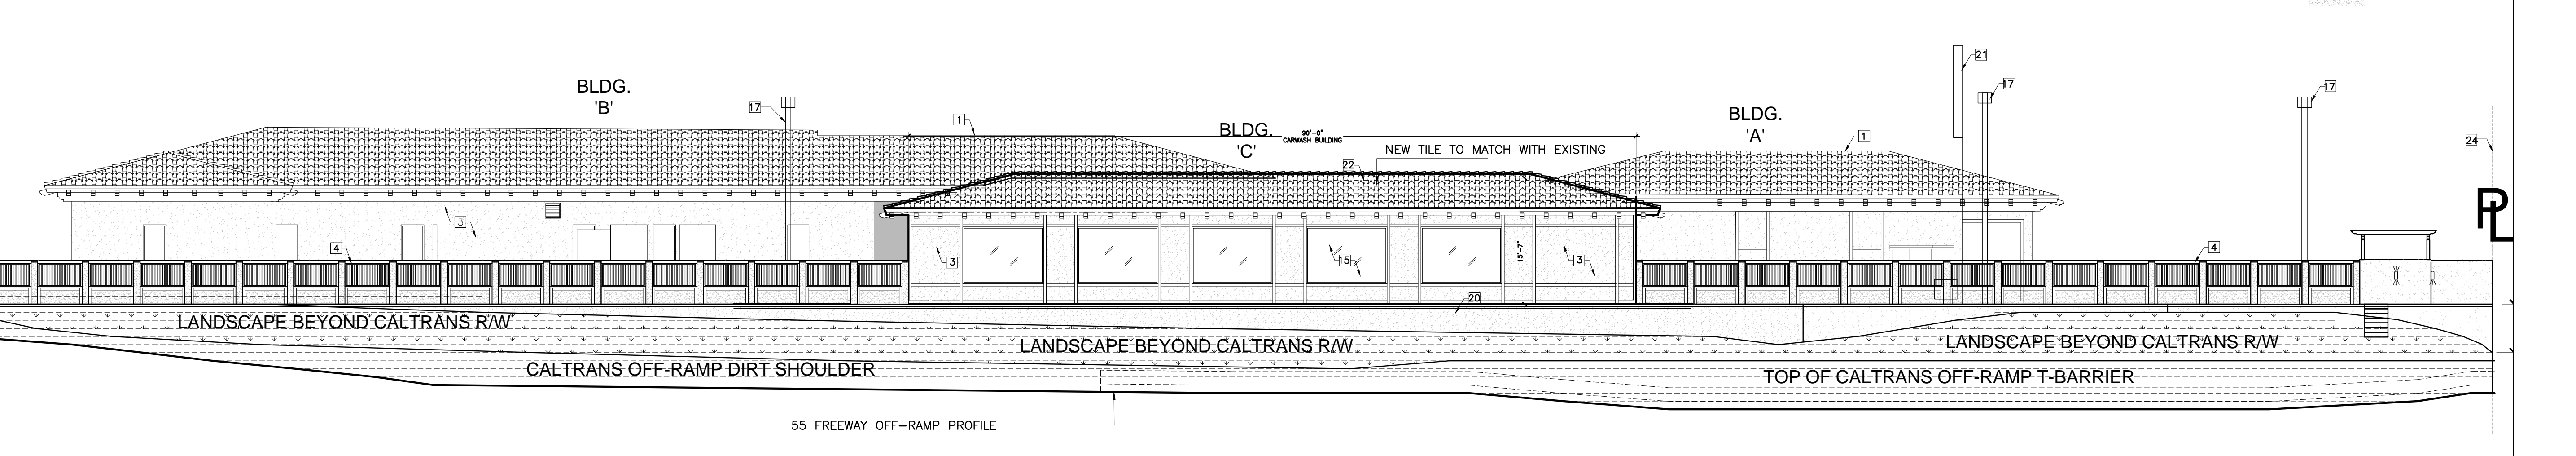 BLDG.
'B'
17
1
BLDG.
'C'
90'-0"
CARWASH BUILDING
22
NEW TILE TO MATCH WITH EXISTING
BLDG.
'A'
1
21
17
17
24
PL
3
4
3
15
15'-7"
3
4
20
LANDSCAPE BEYOND CALTRANS R/W
LANDSCAPE BEYOND CALTRANS R/W
LANDSCAPE BEYOND CALTRANS R/W
CALTRANS OFF-RAMP DIRT SHOULDER
TOP OF CALTRANS OFF-RAMP T-BARRIER
55 FREEWAY OFF-RAMP PROFILE